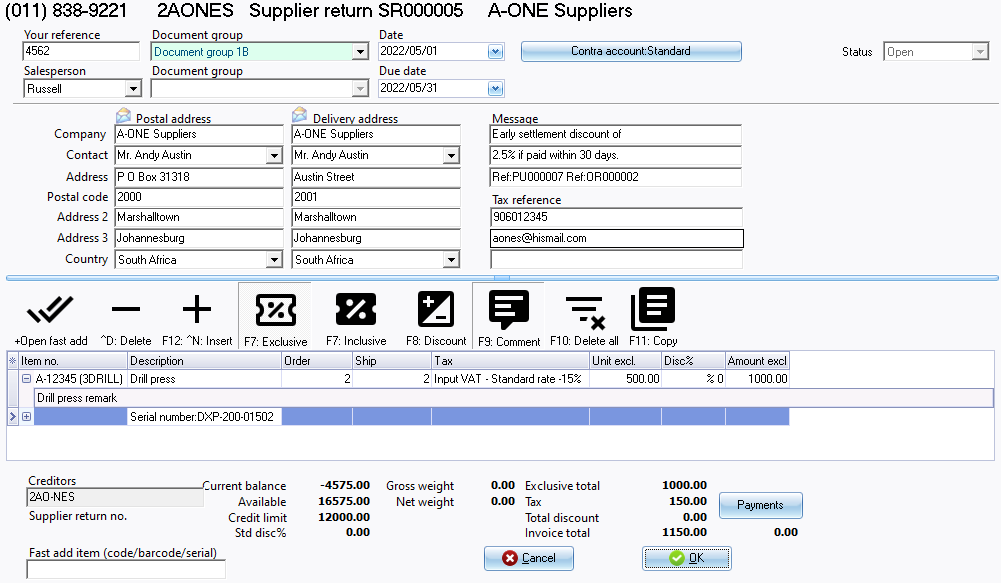 (011) 838-9221 2AONES Supplier return SR000005 A-ONE Suppliers
Your reference Document group Date
4562 Document group 1B 2022/05/01 Contra account:Standard Status Open
Salesperson Document group Due date
Russell 2022/05/31
Postal address Delivery address Message
Company A-ONE Suppliers A-ONE Suppliers Early settlement discount of
Contact Mr. Andy Austin Mr. Andy Austin 2.5% if paid within 30 days.
Address P O Box 31318 Austin Street Ref:PU000007 Ref:OR000002
Postal code 2000 2001 Tax reference
Address 2 Marshalltown Marshalltown 906012345
Address 3 Johannesburg Johannesburg aones@hismail.com
Country South Africa South Africa
+Open fast add ^D: Delete F12: ^N: Insert F7: Exclusive F7: Inclusive F8: Discount F9: Comment F10: Delete all F11: Copy
Item no. Description Order Ship Tax Unit excl. Disc% Amount excl
A-12345 (3DRILL) Drill press 2 2 Input VAT - Standard rate -15% 500.00 % 0 1000.00
Drill press remark
Serial number:DXP-200-01502
Creditors Current balance -4575.00 Gross weight 0.00 Exclusive total 1000.00
2AO-NES Available 16575.00 Net weight 0.00 Tax 150.00 Payments
Supplier return no. Credit limit 12000.00 Total discount 0.00
Std disc% 0.00 Invoice total 1150.00 0.00
Fast add item (code/barcode/serial) Cancel OK